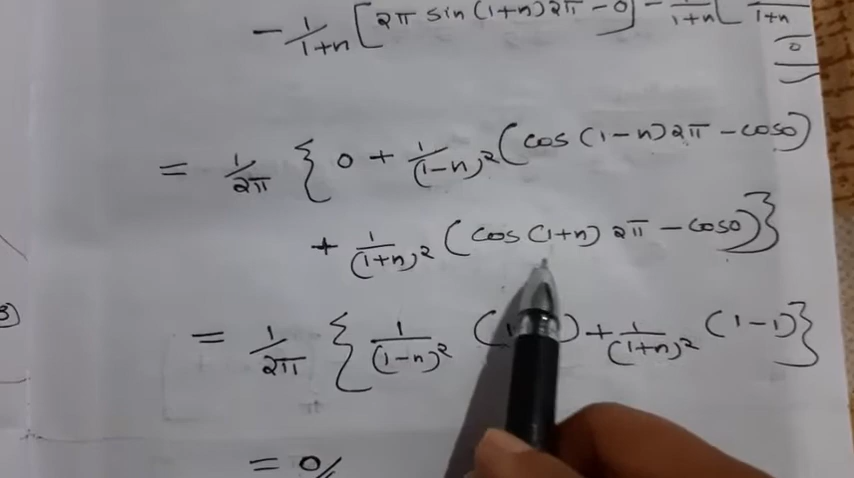 - 1/1+n [2π sin (1+n) 2π - 0] - 1/1+n [ 1/1+n
0
= 1/2π { 0 + 1/(1-n)² (cos (1-n) 2π - cos0)
+ 1/(1+n)² (cos (1+n) 2π - cos0) }
3)
= 1/2π { 1/(1-n)² (1 ) + 1/(1+n)² (1-1) }
= 0/